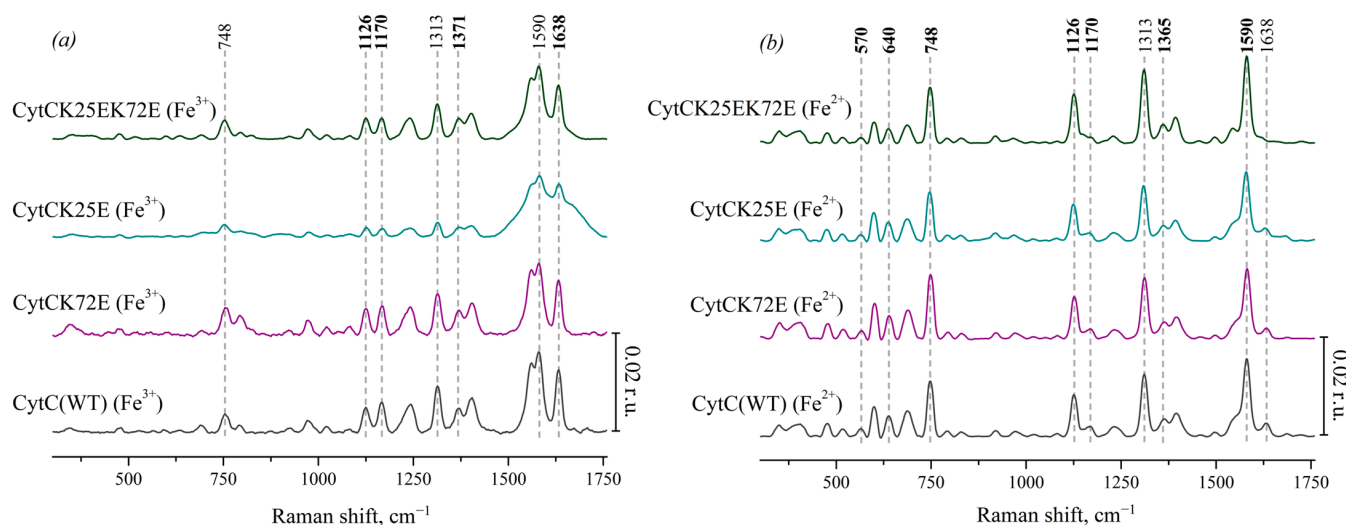 (a)
748
1126
1170
1313
1371
1590
1638
CytCK25EK72E (Fe³⁺)
CytCK25E (Fe³⁺)
CytCK72E (Fe³⁺)
CytC(WT) (Fe³⁺)
0.02 r.u.
500 750 1000 1250 1500 1750
Raman shift, cm⁻¹
(b)
570
640
748
1126
1170
1313
1365
1590
1638
CytCK25EK72E (Fe²⁺)
CytCK25E (Fe²⁺)
CytCK72E (Fe²⁺)
CytC(WT) (Fe²⁺)
0.02 r.u.
500 750 1000 1250 1500 1750
Raman shift, cm⁻¹